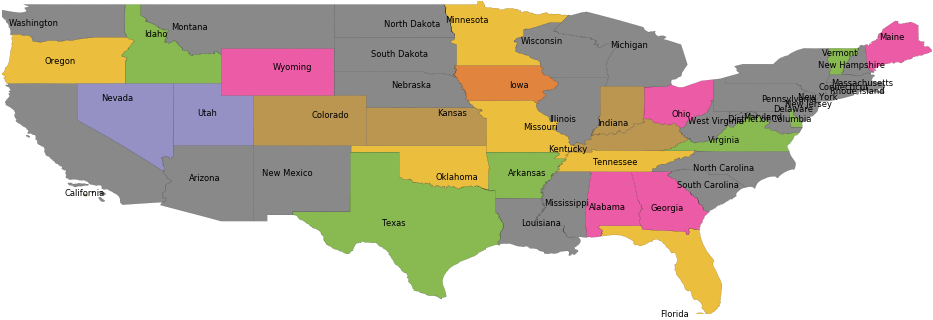 Washington
Montana
North Dakota
Minnesota
Maine
Idaho
Oregon
Wyoming
South Dakota
Wisconsin
Michigan
Vermont
New Hampshire
Nevada
Utah
Nebraska
Iowa
Massachusetts
Connecticut
Rhode Island
Colorado
Kansas
Missouri
Illinois
Indiana
Ohio
Pennsylvania
New York
New Jersey
Delaware
Maryland
District of Columbia
West Virginia
Virginia
Kentucky
Tennessee
North Carolina
South Carolina
California
Arizona
New Mexico
Oklahoma
Arkansas
Texas
Louisiana
Mississippi
Alabama
Georgia
Florida